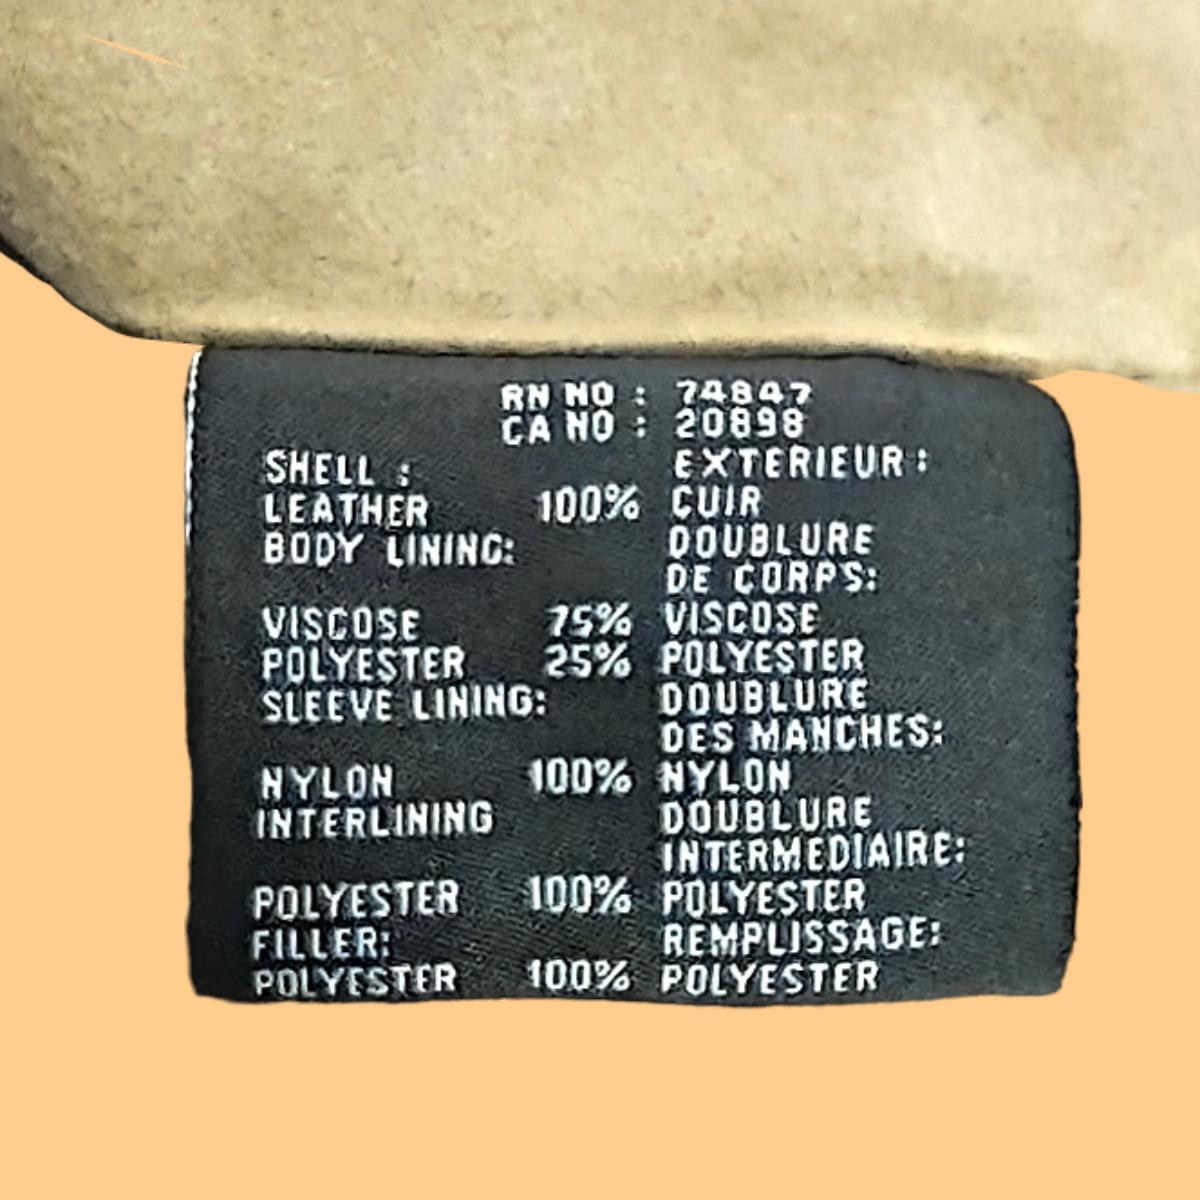 RN NO : 74847
CA NO : 20898
SHELL : EXTERIEUR :
LEATHER 100% CUIR
BODY LINING: DOUBLURE
DE CORPS:
VISCOSE 75% VISCOSE
POLYESTER 25% POLYESTER
SLEEVE LINING: DOUBLURE
DES MANCHES:
NYLON 100% NYLON
INTERLINING DOUBLURE
INTERMEDIAIRE:
POLYESTER 100% POLYESTER
FILLER: REMPLISSAGE:
POLYESTER 100% POLYESTER